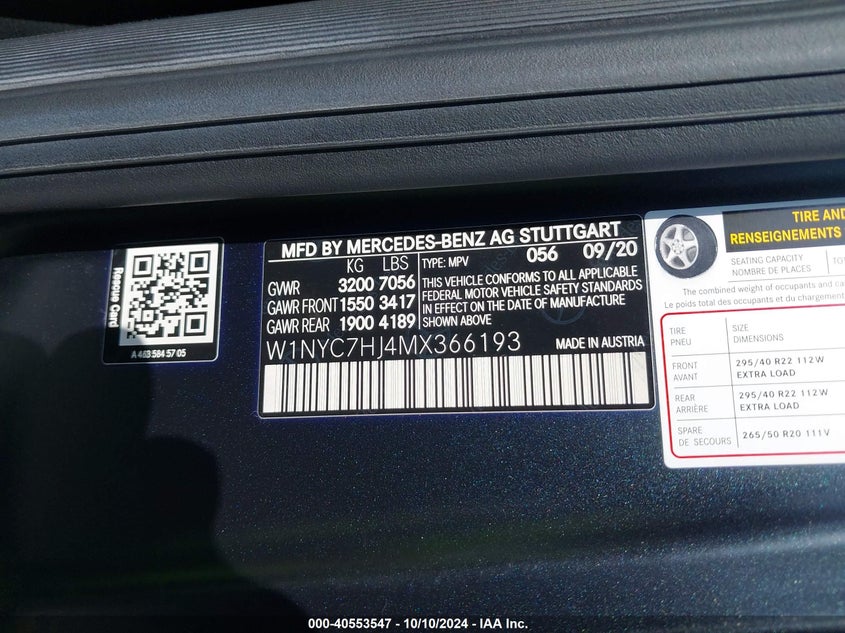 Rescue Card
A 463 584 57 05
MFD BY MERCEDES-BENZ AG STUTTGART
KG LBS
GVWR 3200 7056
GAWR FRONT 1550 3417
GAWR REAR 1900 4189
TYPE: MPV 056 09/20
THIS VEHICLE CONFORMS TO ALL APPLICABLE
FEDERAL MOTOR VEHICLE SAFETY STANDARDS
IN EFFECT ON THE DATE OF MANUFACTURE
SHOWN ABOVE
W1NYC7HJ4MX366193 MADE IN AUSTRIA
TIRE AND
RENSEIGNEMENTS
SEATING CAPACITY
NOMBRE DE PLACES
The combined weight of occupants and
Le poids total des occupants et du chargement
TIRE SIZE
PNEU DIMENSIONS
FRONT 295/40 R22 112W
AVANT EXTRA LOAD
REAR 295/40 R22 112W
ARRIÈRE EXTRA LOAD
SPARE 265/50 R20 111V
DE SECOURS
000-40553547 - 10/10/2024 - IAA Inc.